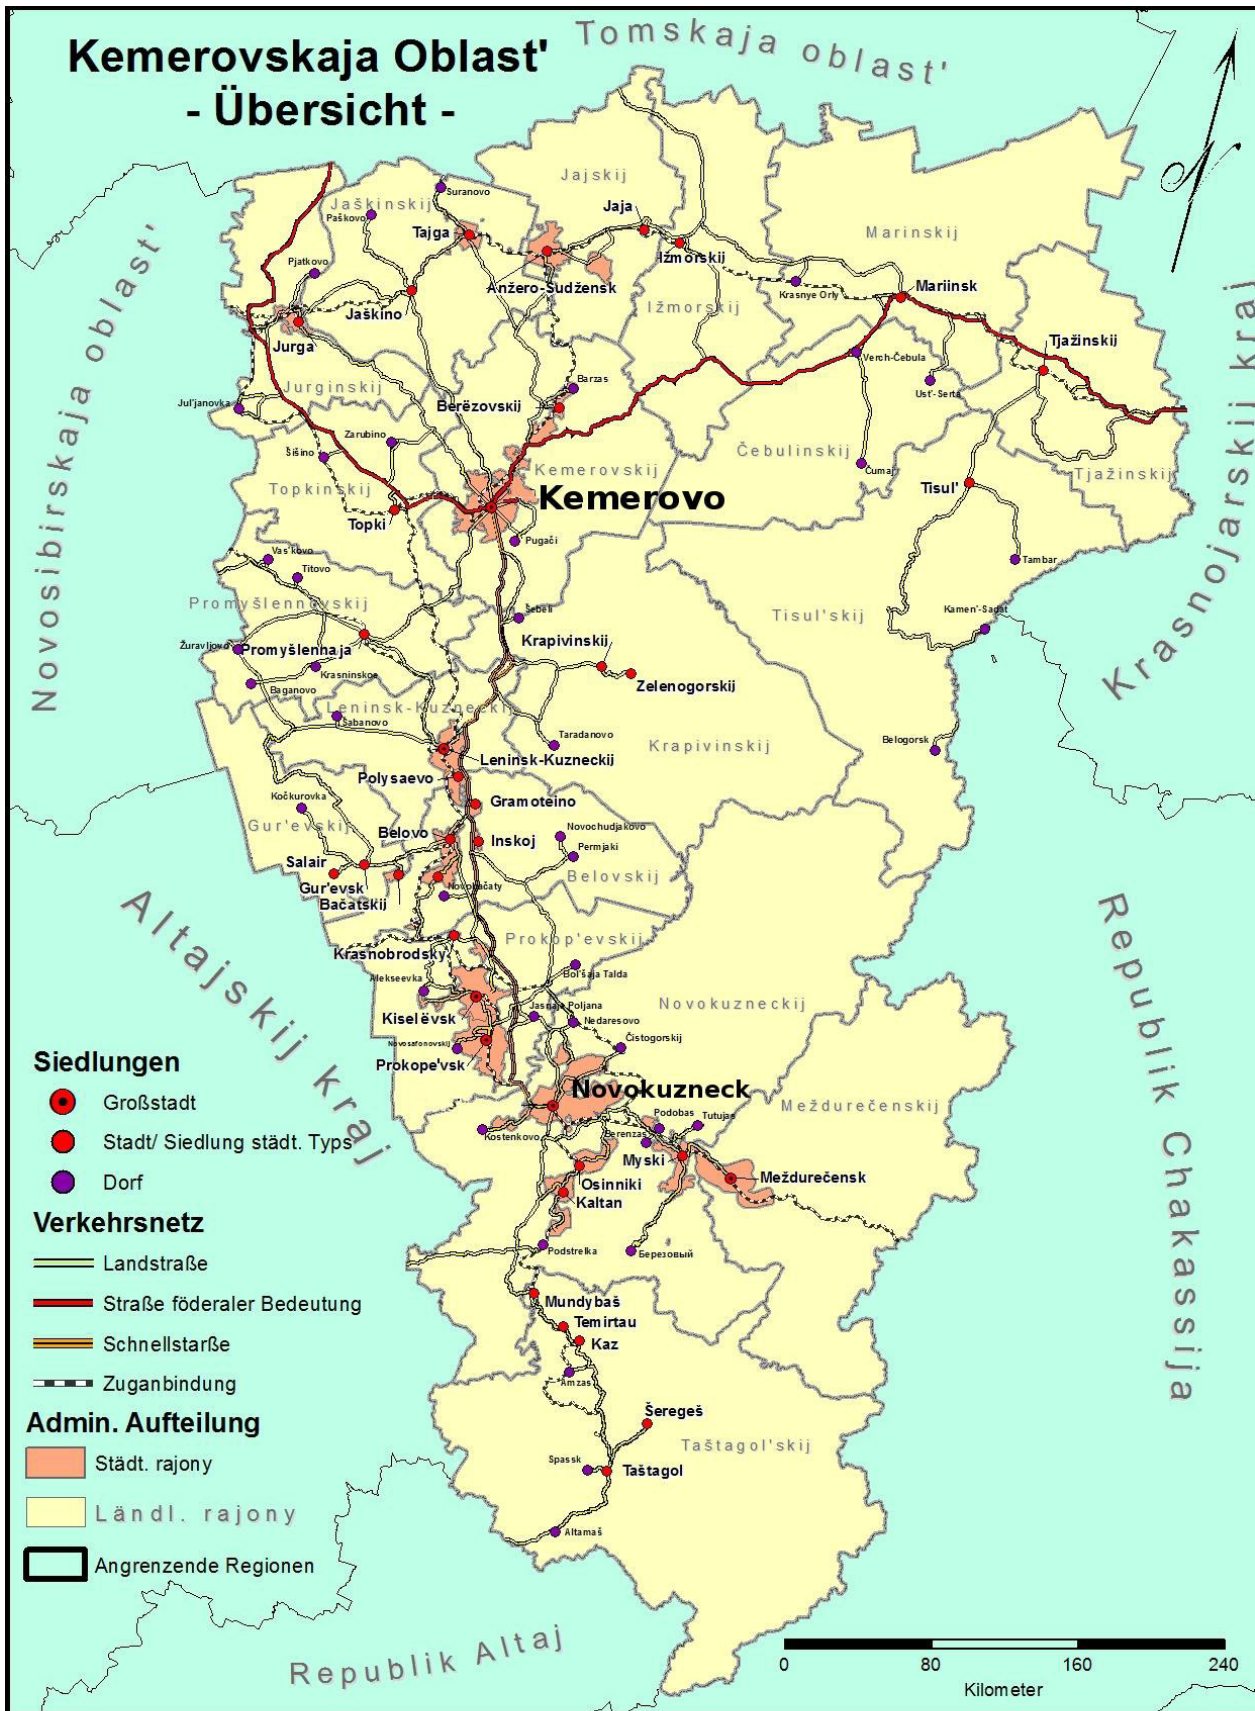 Kemerovskaja Oblast'
- Übersicht -
Tomskaja oblast'
Novosibirskaja oblast'
Krasnojarskij kraj
Altajskij kraj
Republik Chakassija
Republik Altaj
Jajskij
Jaškinskij
Suranovo
Paškovo
Tajga
Jaja
Ižmorskij
Marinskij
Pjatkovo
Anžero-Sudžensk
Krasnye Orly
Mariinsk
Jaškino
Ižmorskij
Jurga
Tjažinskij
Verch-Čebula
Jurginskij
Barzas
Ust'-Serta
Jul'janovka
Berëzovskij
Zarubino
Šišino
Kemerovskij
Čebulinskij
Čumaj
Tjažinskij
Topkinskij
Kemerovo
Tisul'
Topki
Pugači
Vas'kovo
Titovo
Tambar
Promyšlennovskij
Šebeli
Tisul'skij
Kamen'-Sadat
Žuravljovo
Promyšlennaja
Krapivinskij
Krasninskoe
Zelenogorskij
Baganovo
Leninsk-Kuzneckij
Šabanovo
Taradanovo
Krapivinskij
Belogorsk
Leninsk-Kuzneckij
Polysaevo
Kočkurovka
Gramoteino
Gur'evskij
Belovo
Inskoj
Novochudjakovo
Permjaki
Salair
Belovskij
Gur'evsk
Bačatskij
Novobačaty
Prokop'evskij
Krasnobrodsky
Bol'šaja Talda
Alekseevka
Novokuzneckij
Kiselëvsk
Jasnaja Poljana
Nedaresovo
Novosafonovskij
Čistogorskij
Prokope'vsk
Siedlungen
Großstadt
Stadt/ Siedlung städt. Typs
Dorf
Novokuzneck
Meždurečenskij
Podobas
Tutujas
Kostenkovo
Berenzas
Myski
Meždurečensk
Osinniki
Kaltan
Verkehrsnetz
Landstraße
Straße föderaler Bedeutung
Schnellstarße
Zuganbindung
Podstrelka
Березовый
Mundybaš
Temirtau
Kaz
Amzas
Admin. Aufteilung
Städt. rajony
Ländl. rajony
Angrenzende Regionen
Šeregeš
Taštagol'skij
Spassk
Taštagol
Altamaš
0 80 160 240
Kilometer